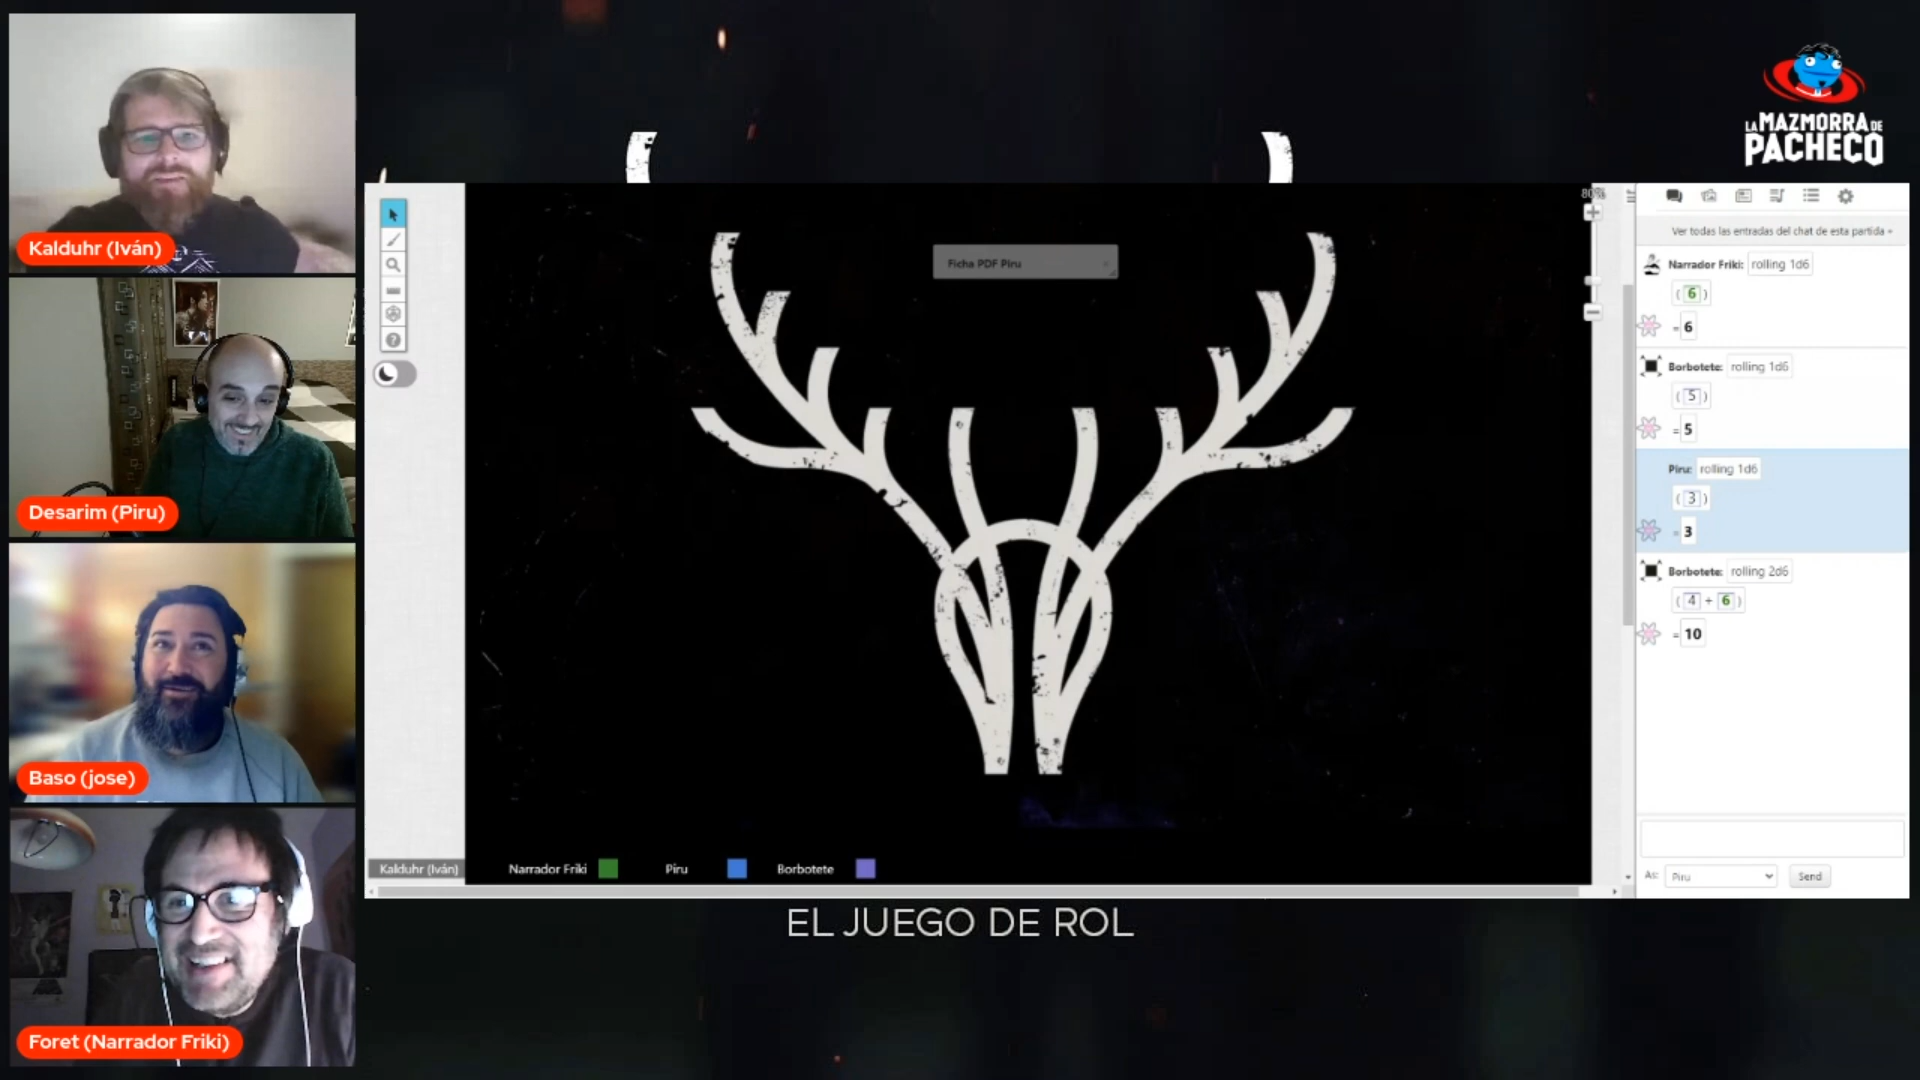 Kalduhr (Iván)
Desarim (Piru)
Baso (jose)
Foret (Narrador Friki)
LA MAZMORRA DE
PACHECO
80%
Ficha PDF Piru
Kalduhr (Iván)
Narrador Friki
Piru
Borbotete
EL JUEGO DE ROL
Ver todas las entradas del chat de esta partida »
Narrador Friki: rolling 1d6
( 6 )
= 6
Borbotete: rolling 1d6
( 5 )
= 5
Piru: rolling 1d6
( 3 )
= 3
Borbotete: rolling 2d6
( 4 + 6 )
= 10
As: Piru Send